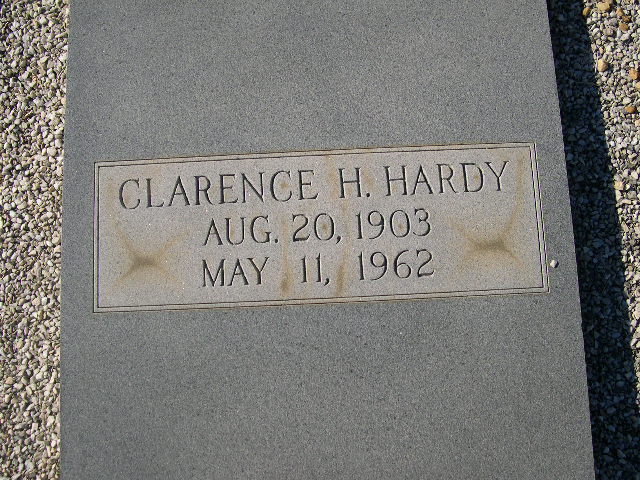 CLARENCE H. HARDY
AUG. 20, 1903
MAY 11, 1962